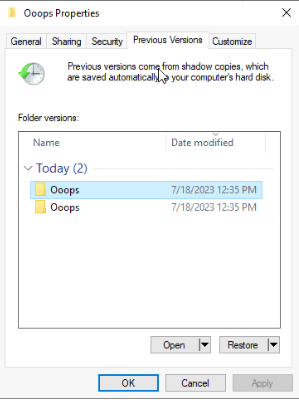 Ooops Properties
General
Sharing
Security
Previous Versions
Customize
Previous versions come from shadow copies, which
are saved automatically to your computer's hard disk.
Folder versions:
Name
Date modified
Today (2)
Ooops
7/18/2023 12:35 PM
Ooops
7/18/2023 12:35 PM
Open
Restore
OK
Cancel
Apply